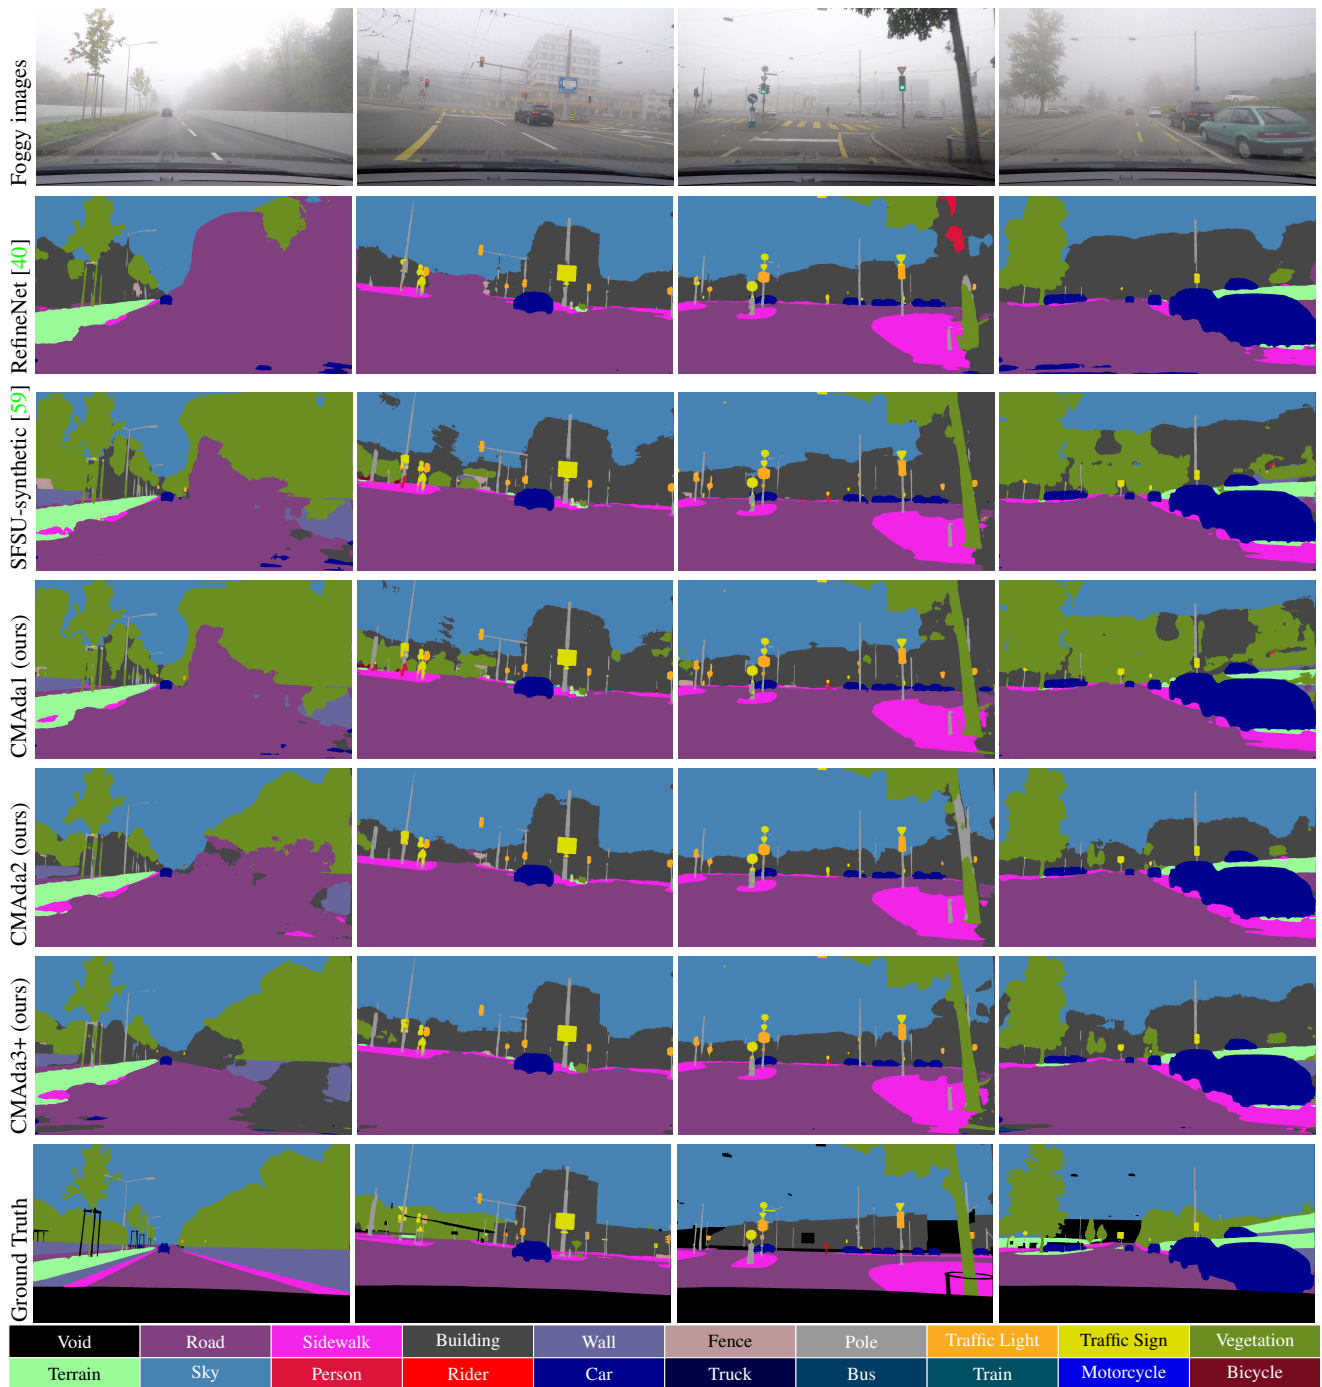 Foggy images
RefineNet [40]
SFSU-synthetic [59]
CMAda1 (ours)
CMAda2 (ours)
CMAda3+ (ours)
Ground Truth
Void Road Sidewalk Building Wall Fence Pole Traffic Light Traffic Sign Vegetation
Terrain Sky Person Rider Car Truck Bus Train Motorcycle Bicycle